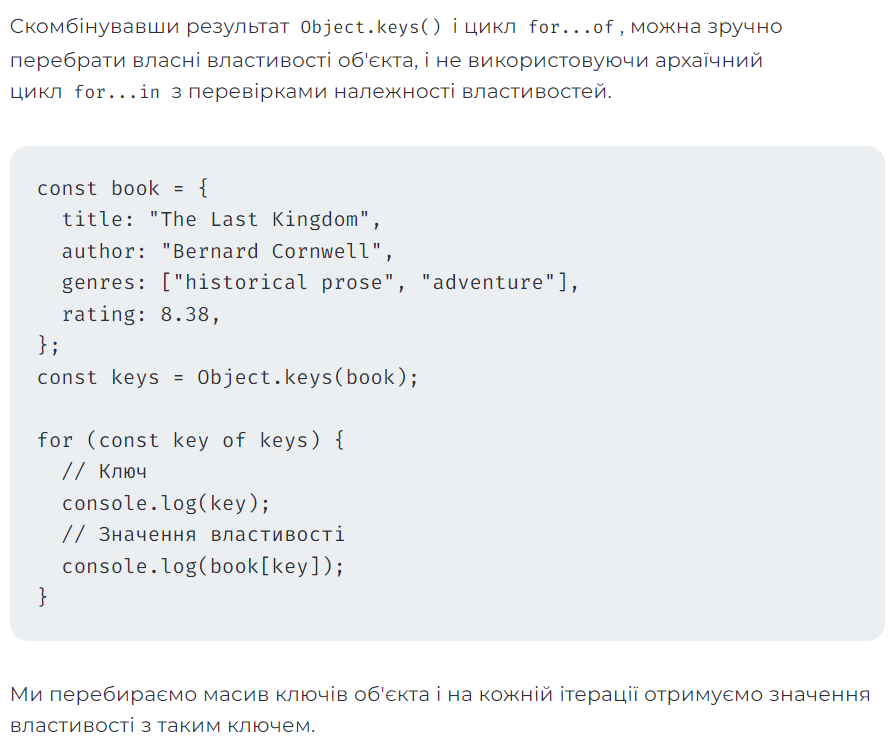 Скомбінувавши результат Object.keys() і цикл for...of, можна зручно
перебрати власні властивості об'єкта, і не використовуючи архаїчний
цикл for...in з перевірками належності властивостей.
const book = {
  title: "The Last Kingdom",
  author: "Bernard Cornwell",
  genres: ["historical prose", "adventure"],
  rating: 8.38,
};
const keys = Object.keys(book);
for (const key of keys) {
  // Ключ
  console.log(key);
  // Значення властивості
  console.log(book[key]);
}
Ми перебираємо масив ключів об'єкта і на кожній ітерації отримуємо значення
властивості з таким ключем.